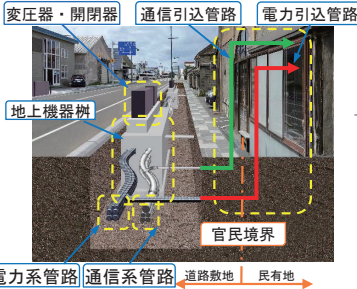 変圧器・開閉器
通信引込管路
電力引込管路
地上機器桝
官民境界
電力系管路
通信系管路
道路敷地
民有地